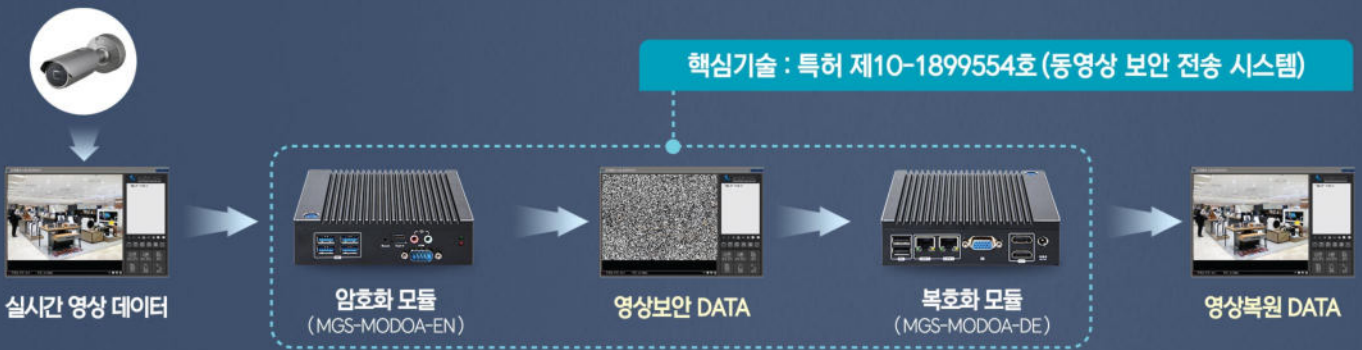 핵심기술 : 특허 제10-1899554호 (동영상 보안 전송 시스템)
실시간 영상 데이터
암호화 모듈
(MGS-MODOA-EN)
영상보안 DATA
복호화 모듈
(MGS-MODOA-DE)
영상복원 DATA